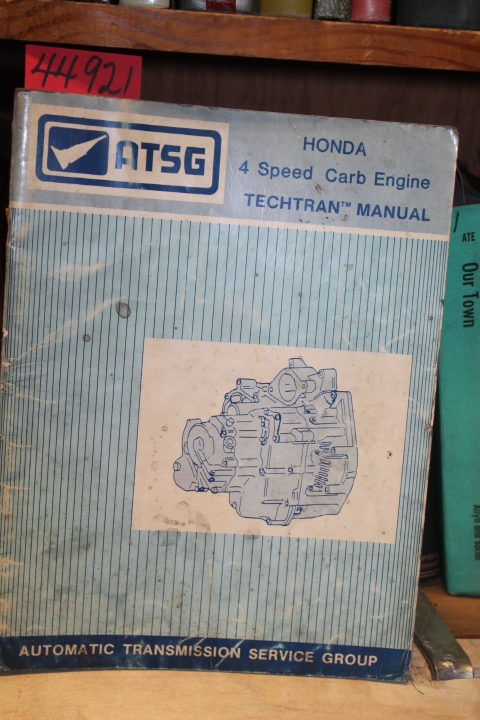 44921
ATSG
HONDA
4 Speed Carb Engine
TECHTRAN™ MANUAL
AUTOMATIC TRANSMISSION SERVICE GROUP
ATE
Our Town